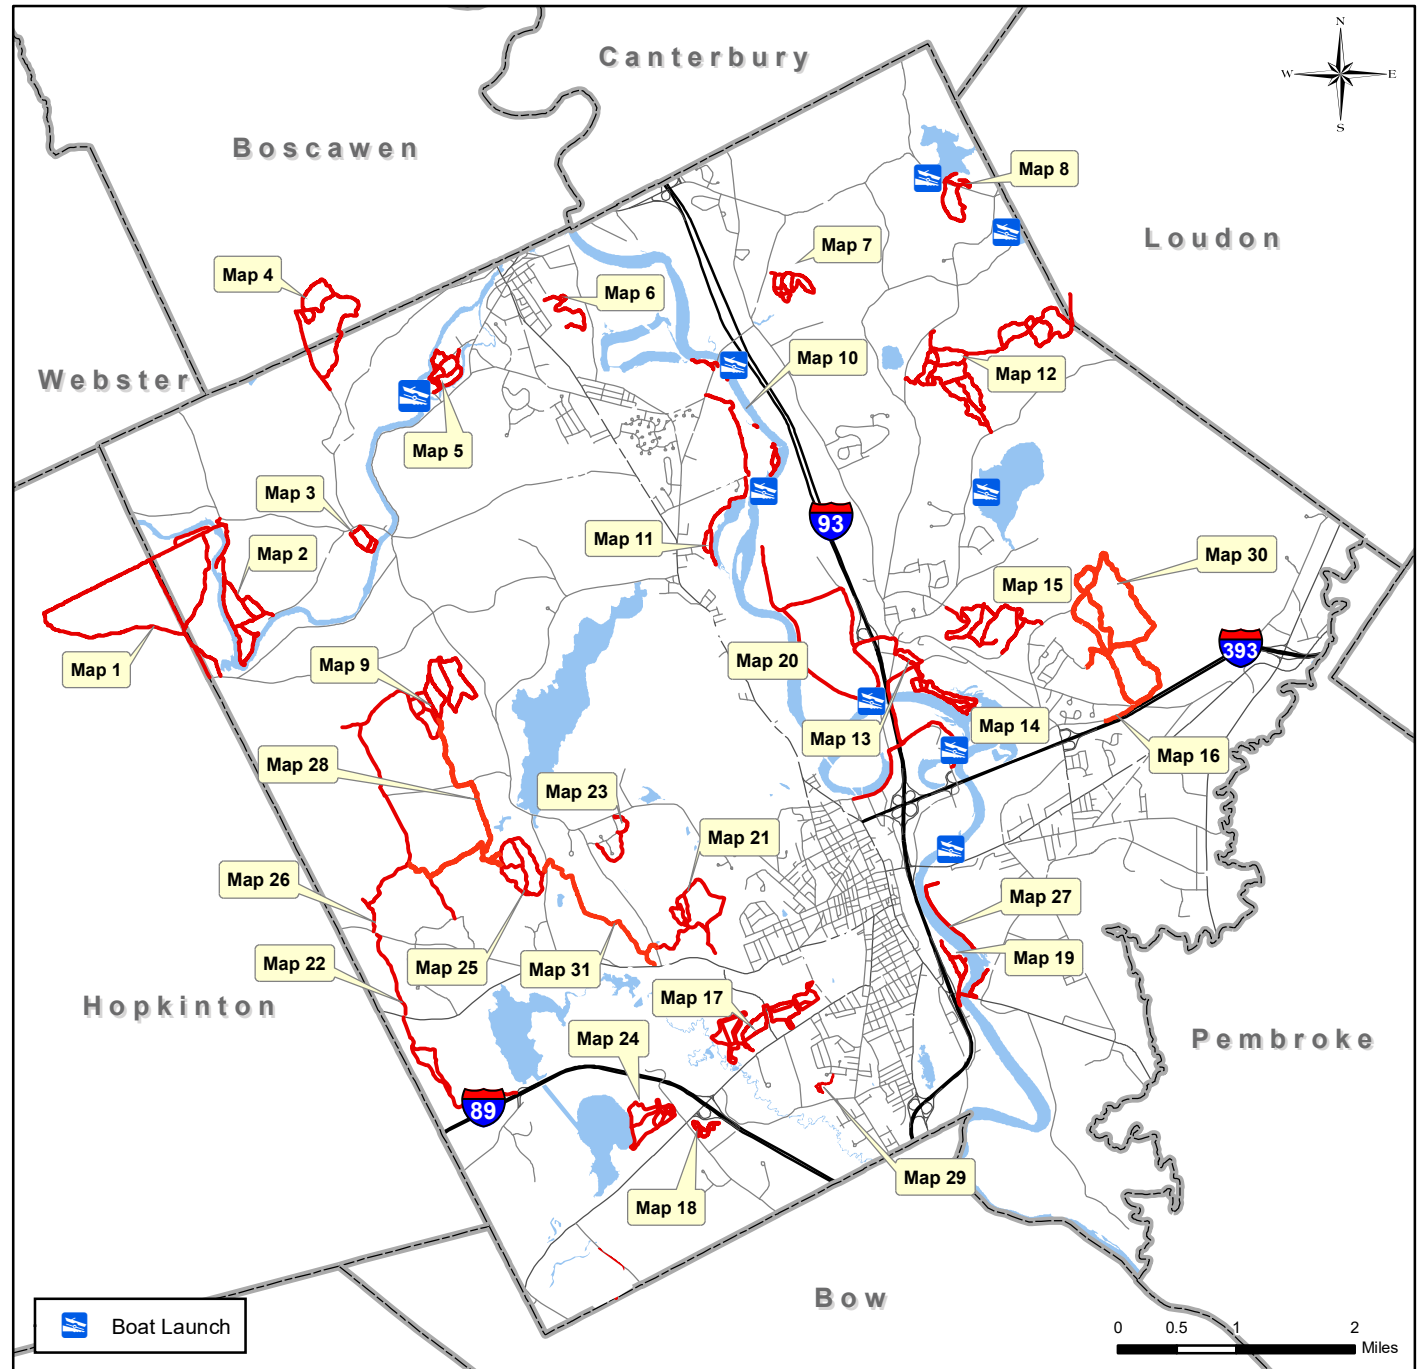 N
Canterbury
W
E
S
Boscawen
Map 8
Loudon
Map 7
Map 4
Map 6
Map 10
Webster
Map 12
Map 5
Map 3
93
Map 11
Map 2
Map 30
Map 15
393
Map 1
Map 9
Map 20
Map 14
Map 13
Map 16
Map 28
Map 23
Map 21
Map 26
Map 27
Map 22
Map 25
Map 31
Map 19
Hopkinton
Map 17
Map 24
Pembroke
89
Map 29
Map 18
Bow
Boat Launch
0 0.5 1 2
Miles